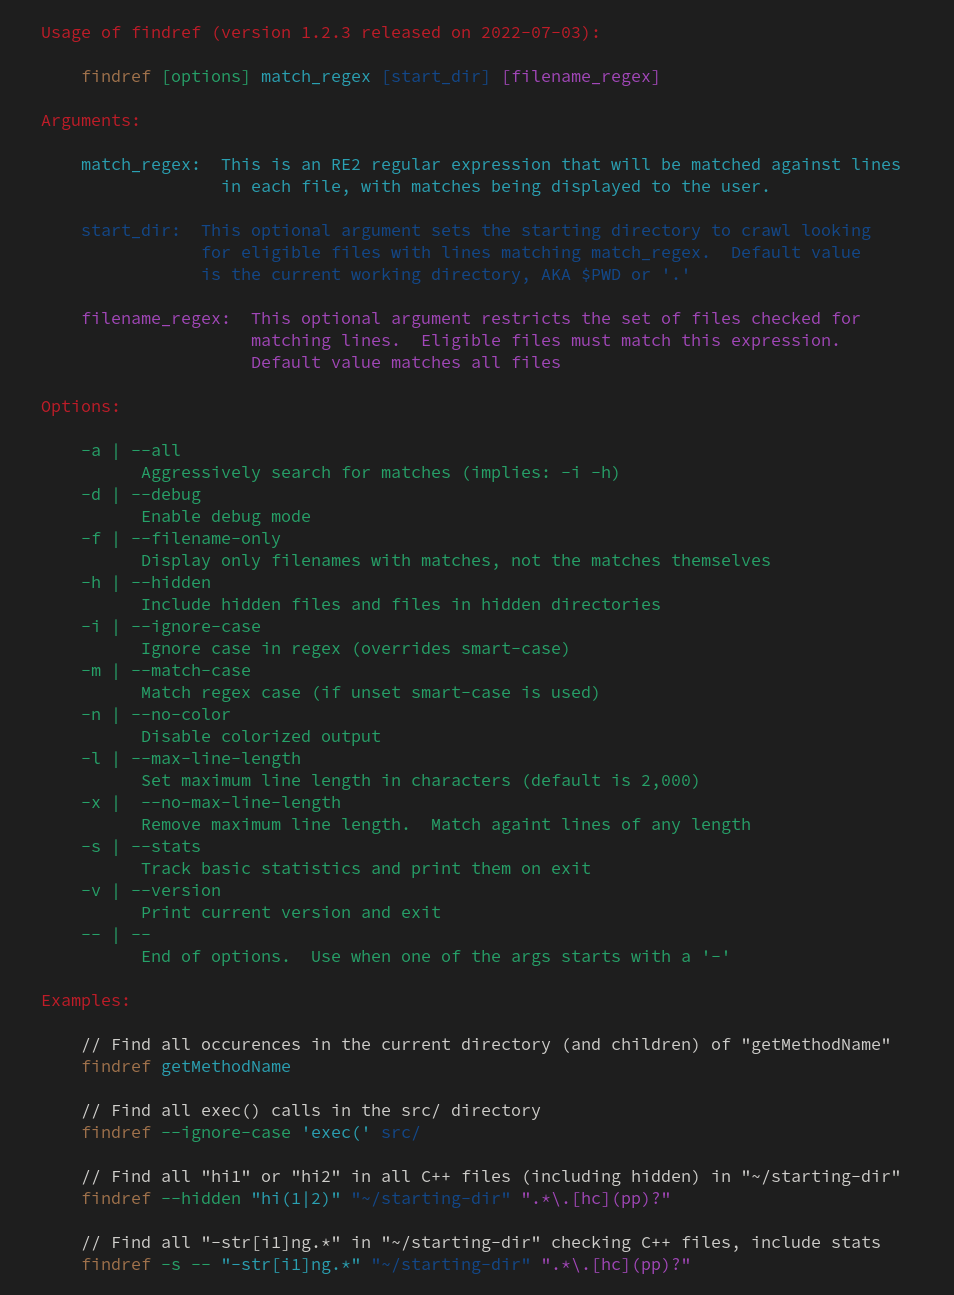 Usage of findref (version 1.2.3 released on 2022-07-03):
findref [options] match_regex [start_dir] [filename_regex]
Arguments:
match_regex:  This is an RE2 regular expression that will be matched against lines
in each file, with matches being displayed to the user.
start_dir:  This optional argument sets the starting directory to crawl looking
for eligible files with lines matching match_regex.  Default value
is the current working directory, AKA $PWD or '.'
filename_regex:  This optional argument restricts the set of files checked for
matching lines.  Eligible files must match this expression.
Default value matches all files
Options:
-a | --all
Aggressively search for matches (implies: -i -h)
-d | --debug
Enable debug mode
-f | --filename-only
Display only filenames with matches, not the matches themselves
-h | --hidden
Include hidden files and files in hidden directories
-i | --ignore-case
Ignore case in regex (overrides smart-case)
-m | --match-case
Match regex case (if unset smart-case is used)
-n | --no-color
Disable colorized output
-l | --max-line-length
Set maximum line length in characters (default is 2,000)
-x |  --no-max-line-length
Remove maximum line length.  Match againt lines of any length
-s | --stats
Track basic statistics and print them on exit
-v | --version
Print current version and exit
-- | --
End of options.  Use when one of the args starts with a '-'
Examples:
// Find all occurences in the current directory (and children) of "getMethodName"
findref getMethodName
// Find all exec() calls in the src/ directory
findref --ignore-case 'exec(' src/
// Find all "hi1" or "hi2" in all C++ files (including hidden) in "~/starting-dir"
findref --hidden "hi(1|2)" "~/starting-dir" ".*\.[hc](pp)?"
// Find all "-str[i1]ng.*" in "~/starting-dir" checking C++ files, include stats
findref -s -- "-str[i1]ng.*" "~/starting-dir" ".*\.[hc](pp)?"